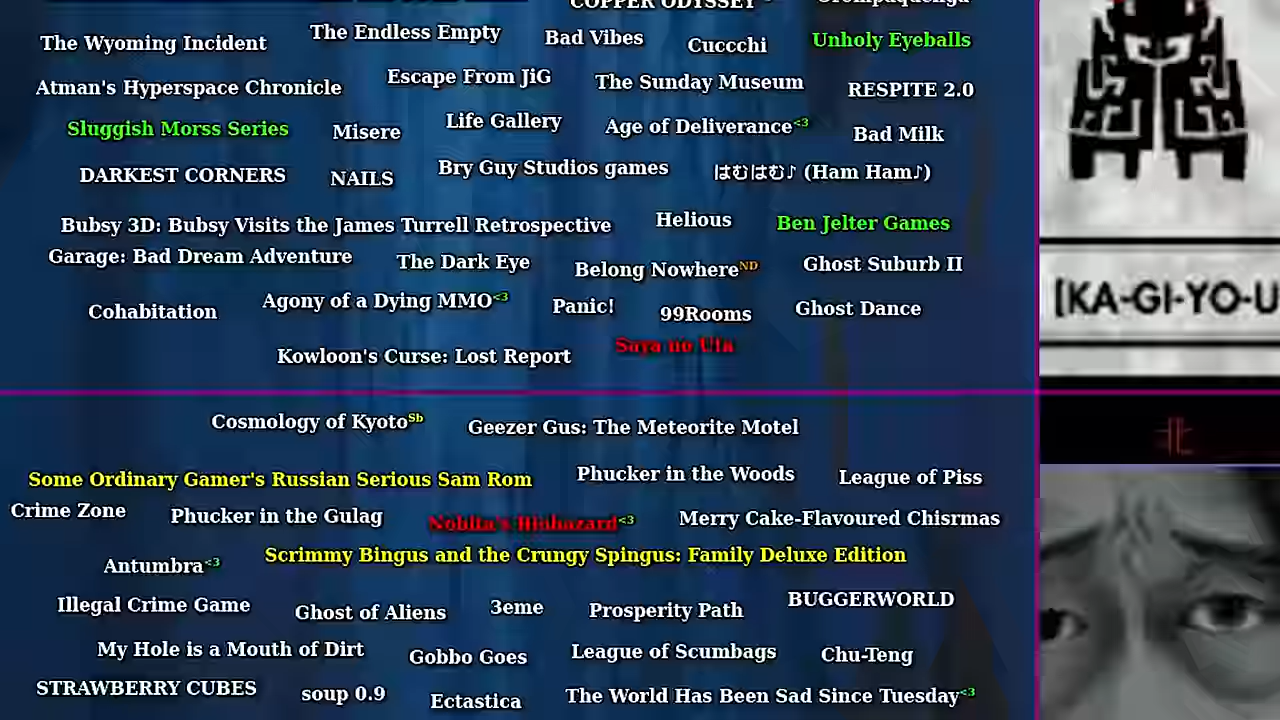 COPPER ODYSSEY
The Wyoming Incident
The Endless Empty
Bad Vibes
Cuccchi
Unholy Eyeballs
Atman's Hyperspace Chronicle
Escape From JiG
The Sunday Museum
RESPITE 2.0
Sluggish Morss Series
Misere
Life Gallery
Age of Deliverance<3
Bad Milk
DARKEST CORNERS
NAILS
Bry Guy Studios games
はむはむ♪ (Ham Ham♪)
Bubsy 3D: Bubsy Visits the James Turrell Retrospective
Helious
Ben Jelter Games
Garage: Bad Dream Adventure
The Dark Eye
Belong NowhereND
Ghost Suburb II
Cohabitation
Agony of a Dying MMO<3
Panic!
99Rooms
Ghost Dance
Kowloon's Curse: Lost Report
Saya no Uta
[KA-GI-YO-U
Cosmology of KyotoSb
Geezer Gus: The Meteorite Motel
Some Ordinary Gamer's Russian Serious Sam Rom
Phucker in the Woods
League of Piss
Crime Zone
Phucker in the Gulag
Nobita's Biohazard<3
Merry Cake-Flavoured Chisrmas
Antumbra<3
Scrimmy Bingus and the Crungy Spingus: Family Deluxe Edition
Illegal Crime Game
Ghost of Aliens
3eme
Prosperity Path
BUGGERWORLD
My Hole is a Mouth of Dirt
Gobbo Goes
League of Scumbags
Chu-Teng
STRAWBERRY CUBES
soup 0.9
Ectastica
The World Has Been Sad Since Tuesday<3